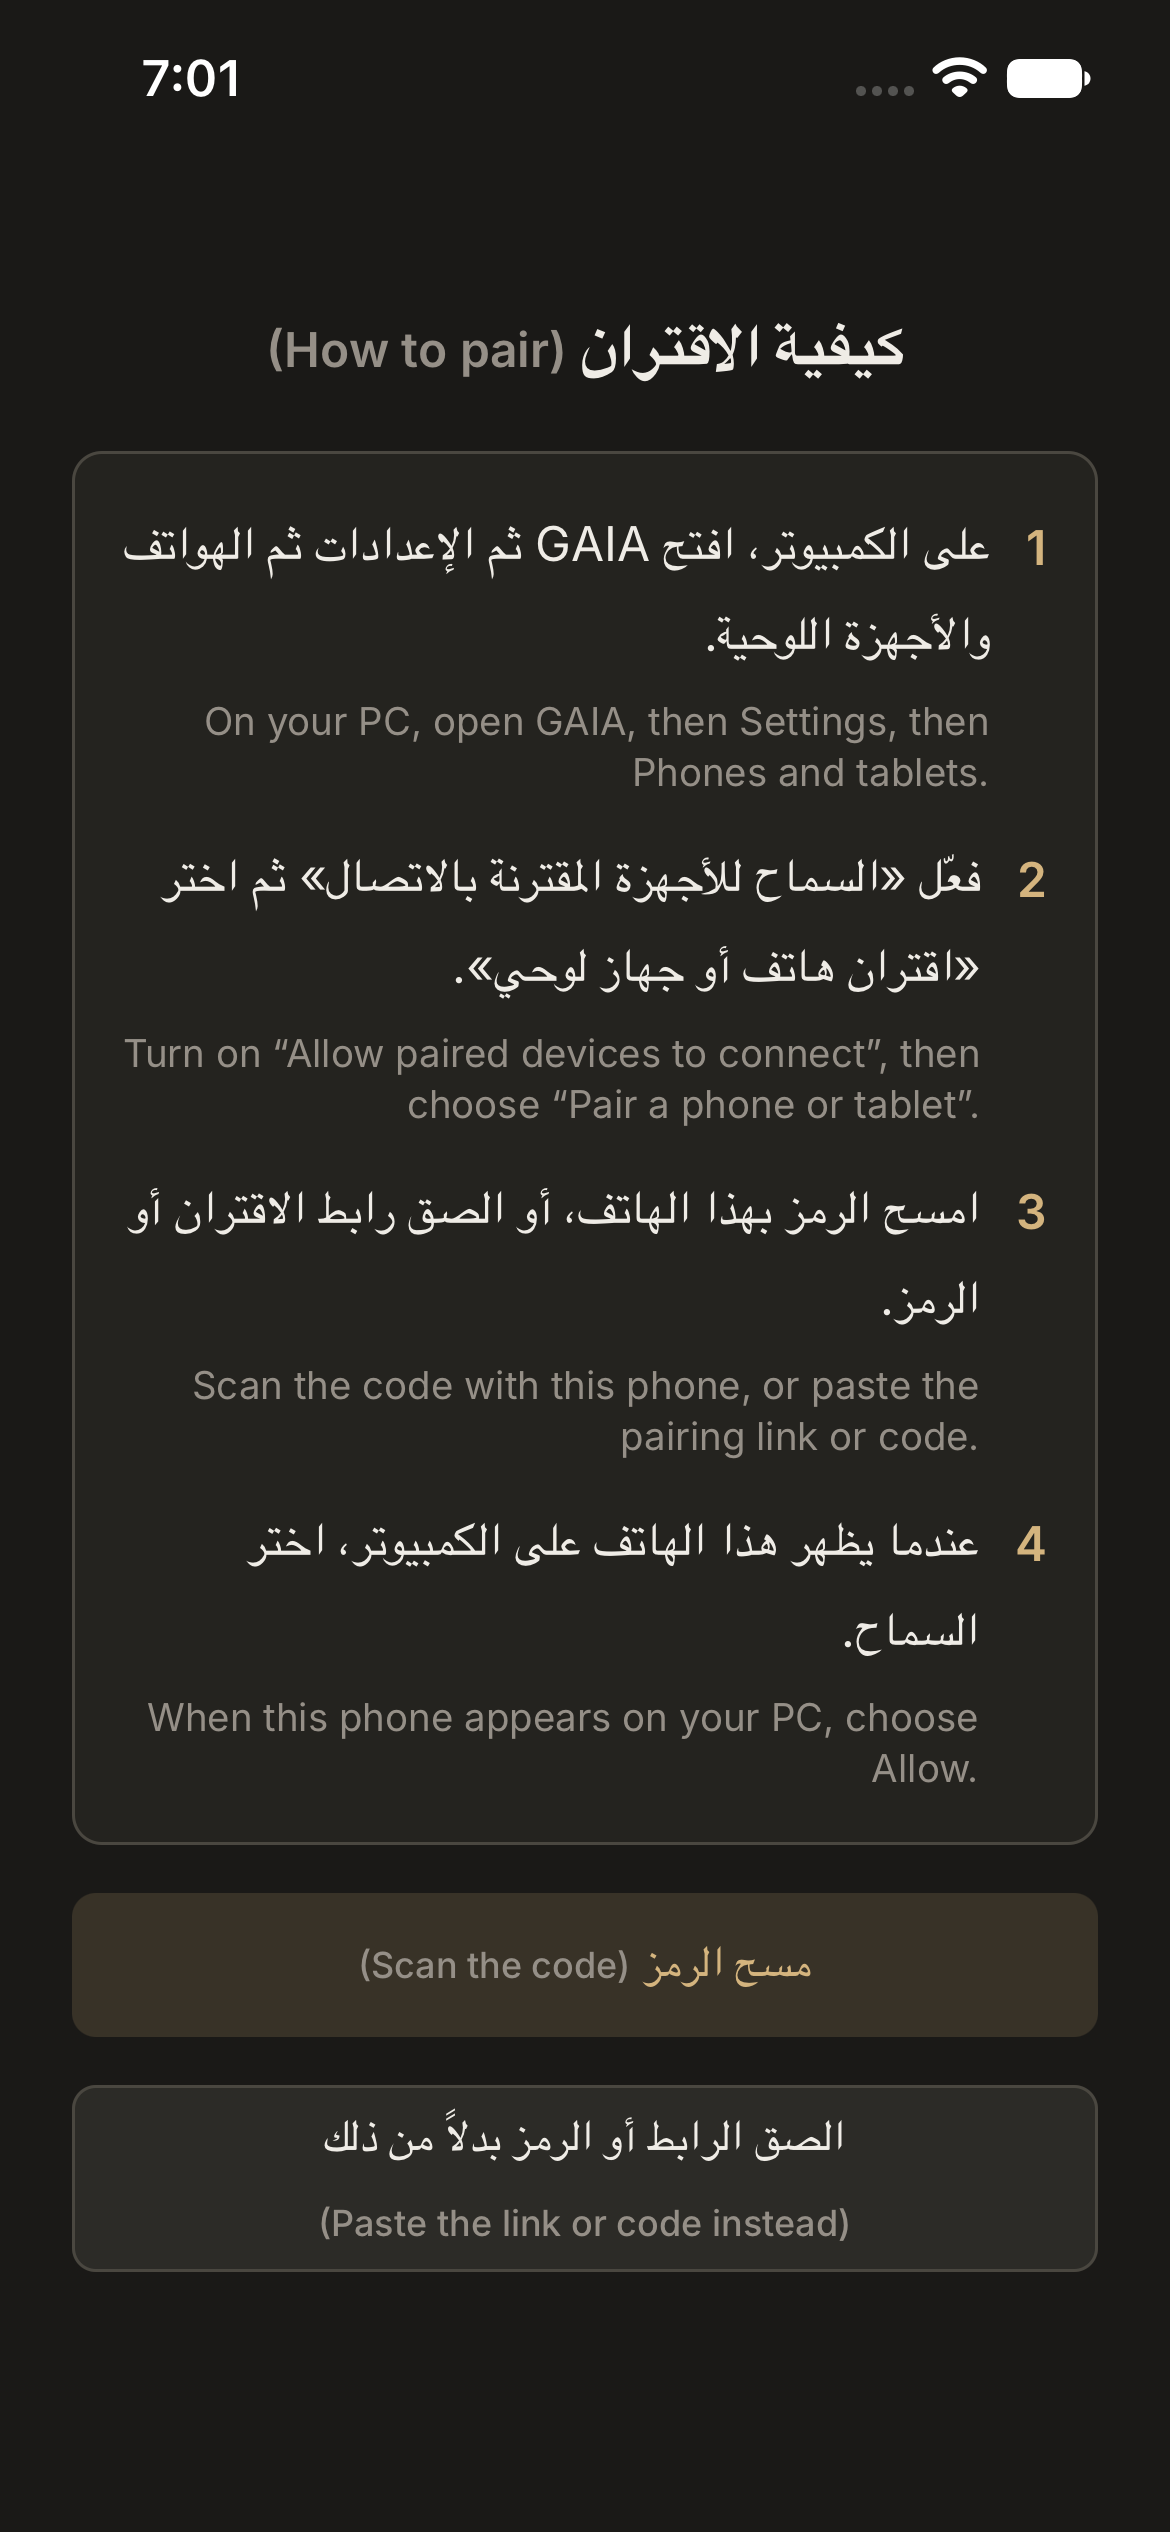 7:01
كيفية الاقتران (How to pair)
1 على الكمبيوتر، افتح GAIA ثم الإعدادات ثم الهواتف
والأجهزة اللوحية.
On your PC, open GAIA, then Settings, then
Phones and tablets.
2 فعّل «السماح للأجهزة المقترنة بالاتصال» ثم اختر
«اقتران هاتف أو جهاز لوحي».
Turn on “Allow paired devices to connect”, then
choose “Pair a phone or tablet”.
3 امسح الرمز بهذا الهاتف، أو الصق رابط الاقتران أو
الرمز.
Scan the code with this phone, or paste the
pairing link or code.
4 عندما يظهر هذا الهاتف على الكمبيوتر، اختر
السماح.
When this phone appears on your PC, choose
Allow.
مسح الرمز (Scan the code)
الصق الرابط أو الرمز بدلاً من ذلك
(Paste the link or code instead)